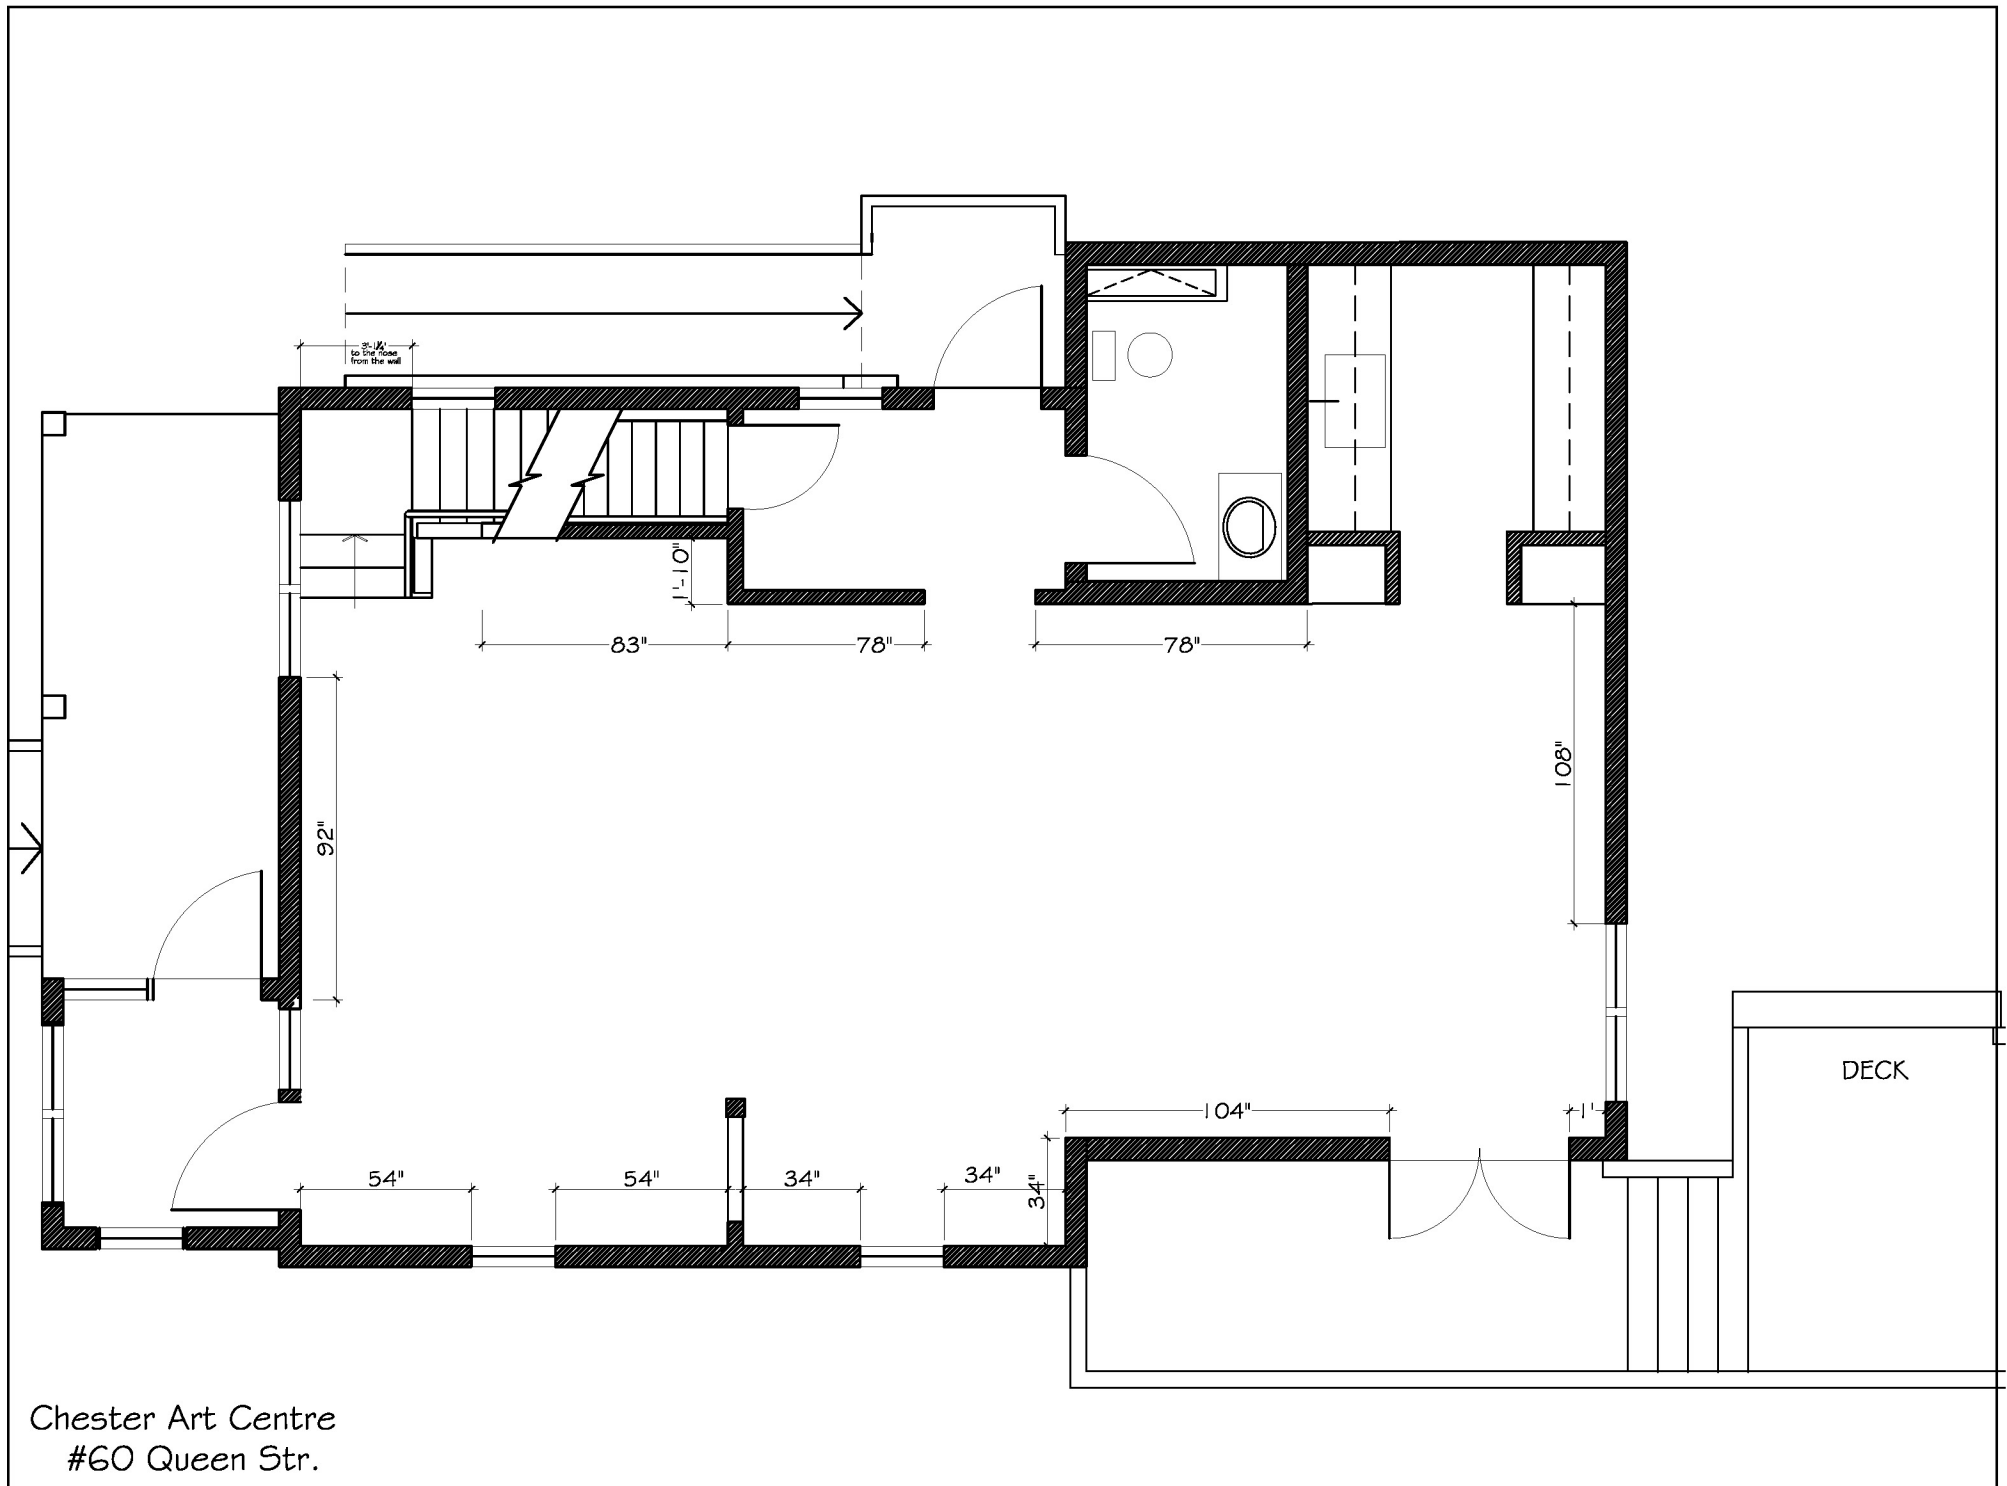 3'-1¼"
to the nose
from the wall
1'-10"
83"
78"
78"
108"
92"
DECK
104"
1'
54"
54"
34"
34"
34"
Chester Art Centre
#60 Queen Str.